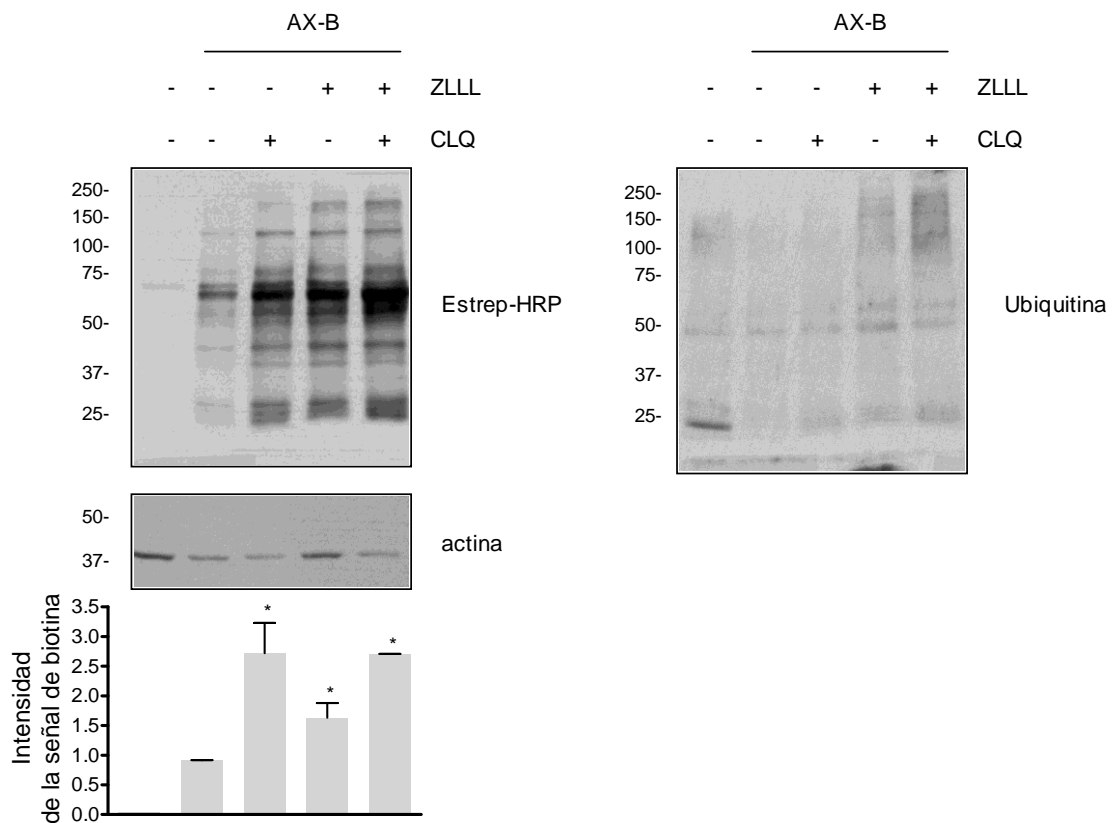 AX-B
- - - + + ZLLL
- - + - + CLQ
250-
150-
100-
75-
50-
37-
25-
Estrep-HRP
50-
37-
actina
Intensidad
de la señal de biotina
3.5
3.0
2.5
2.0
1.5
1.0
0.5
0.0
*
*
*
AX-B
- - - + + ZLLL
- - + - + CLQ
250-
150-
100-
75-
50-
37-
25-
Ubiquitina